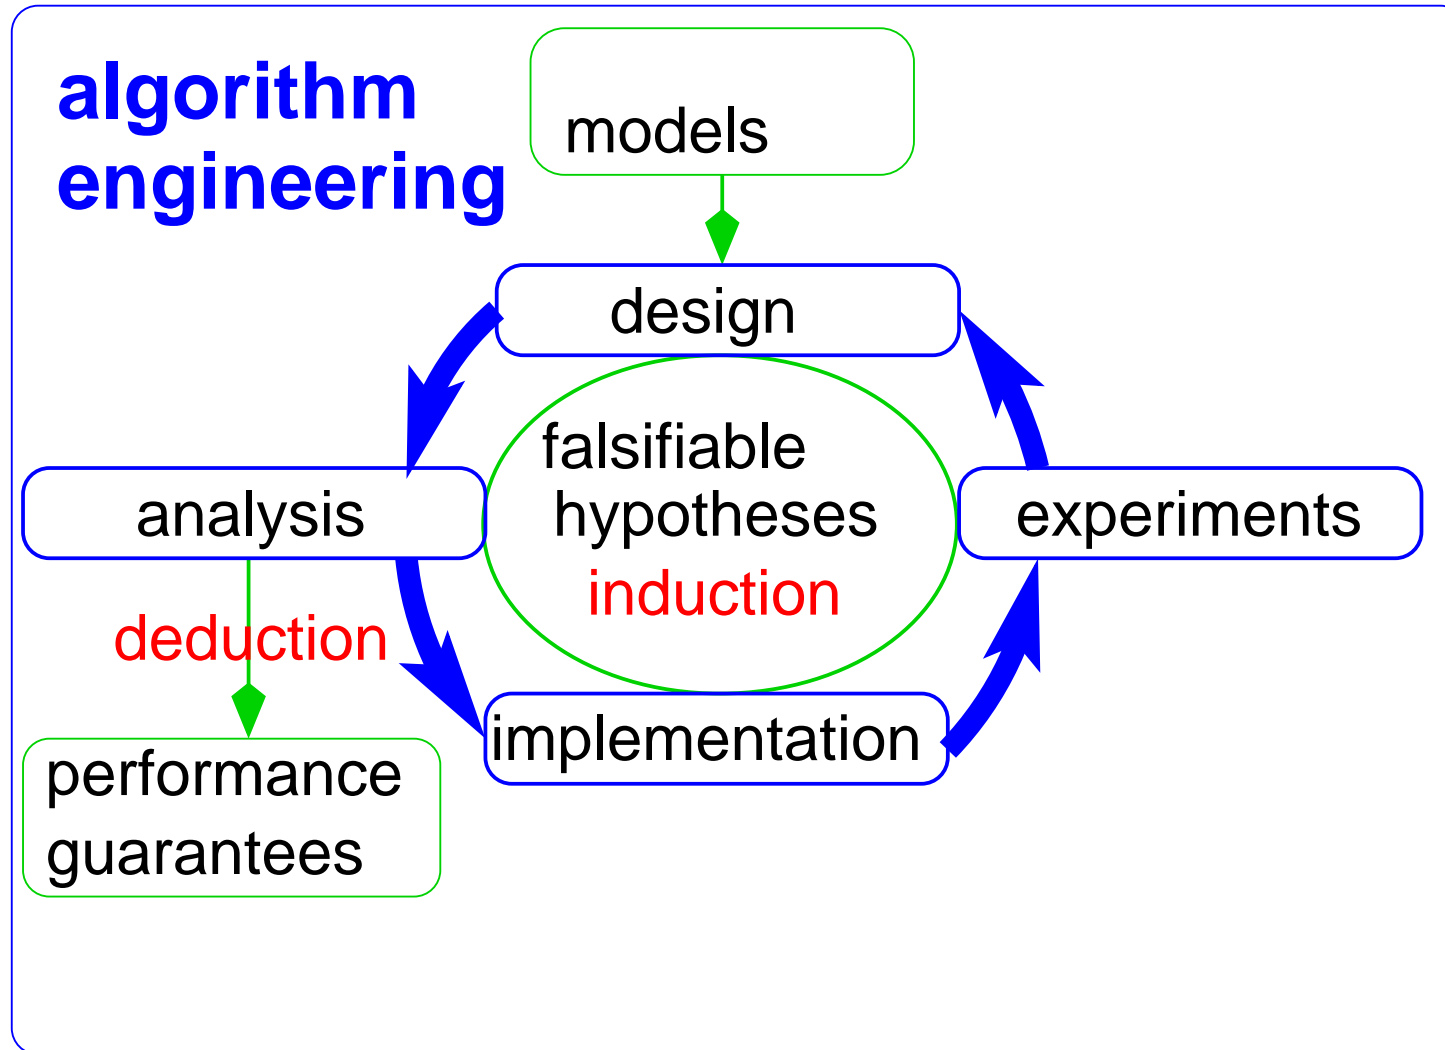 algorithm
engineering
models
design
falsifiable
hypotheses
induction
analysis
experiments
deduction
implementation
performance
guarantees